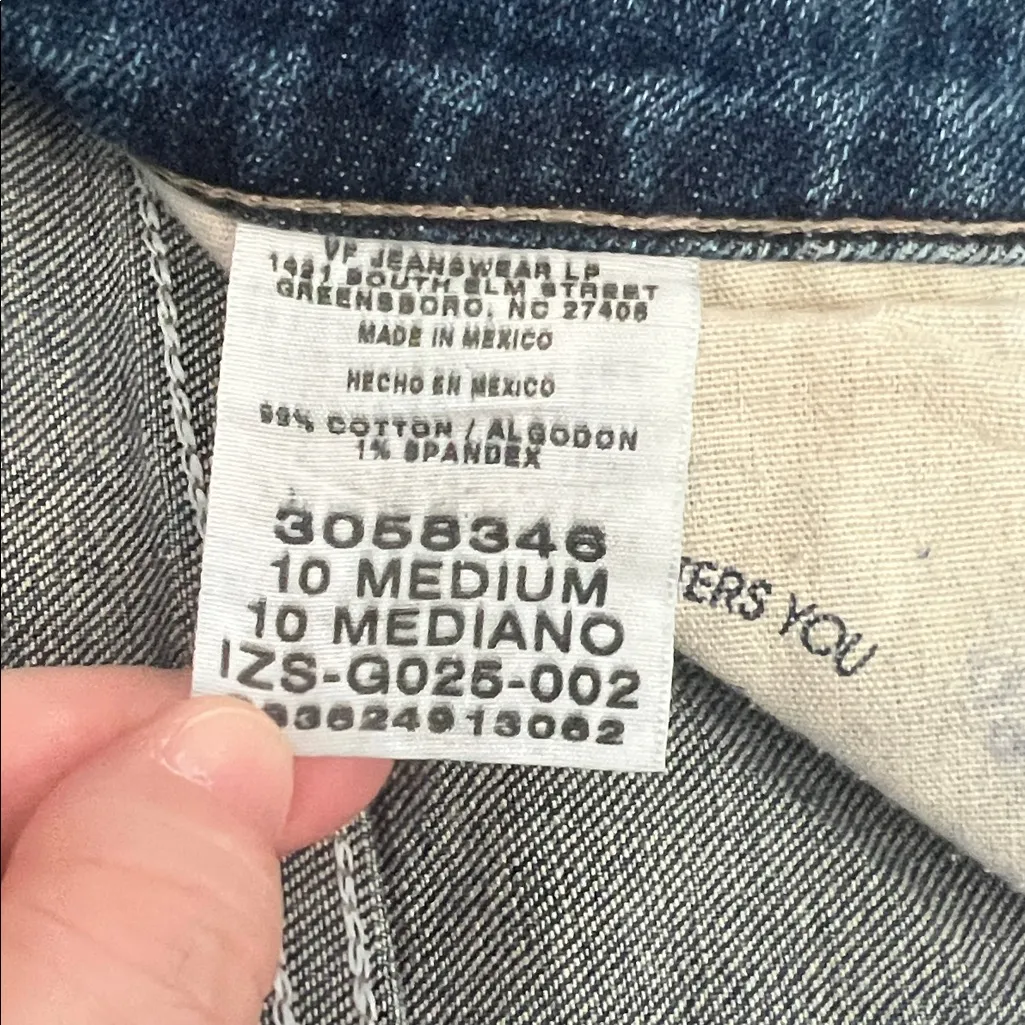 VF JEANSWEAR LP
1421 SOUTH ELM STREET
GREENSBORO, NC 27406
MADE IN MEXICO
HECHO EN MEXICO
99% COTTON / ALGODON
1% SPANDEX
3058346
10 MEDIUM
10 MEDIANO
IZS-G025-002
TERS YOU